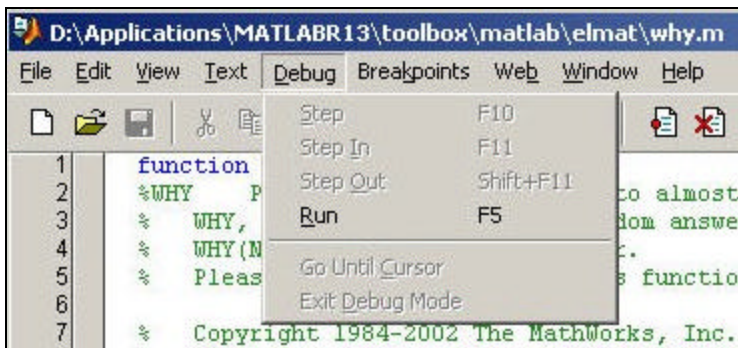 D:\Applications\MATLABR13\toolbox\matlab\elmat\why.m
File Edit View Text Debug Breakpoints Web Window Help
Step F10
Step In F11
Step Out Shift+F11
Run F5
Go Until Cursor
Exit Debug Mode
1 function
2 %WHY P to almost
3 % WHY, dom answe
4 % WHY(N .
5 % Pleas s functio
6
7 % Copyright 1984-2002 The MathWorks, Inc.